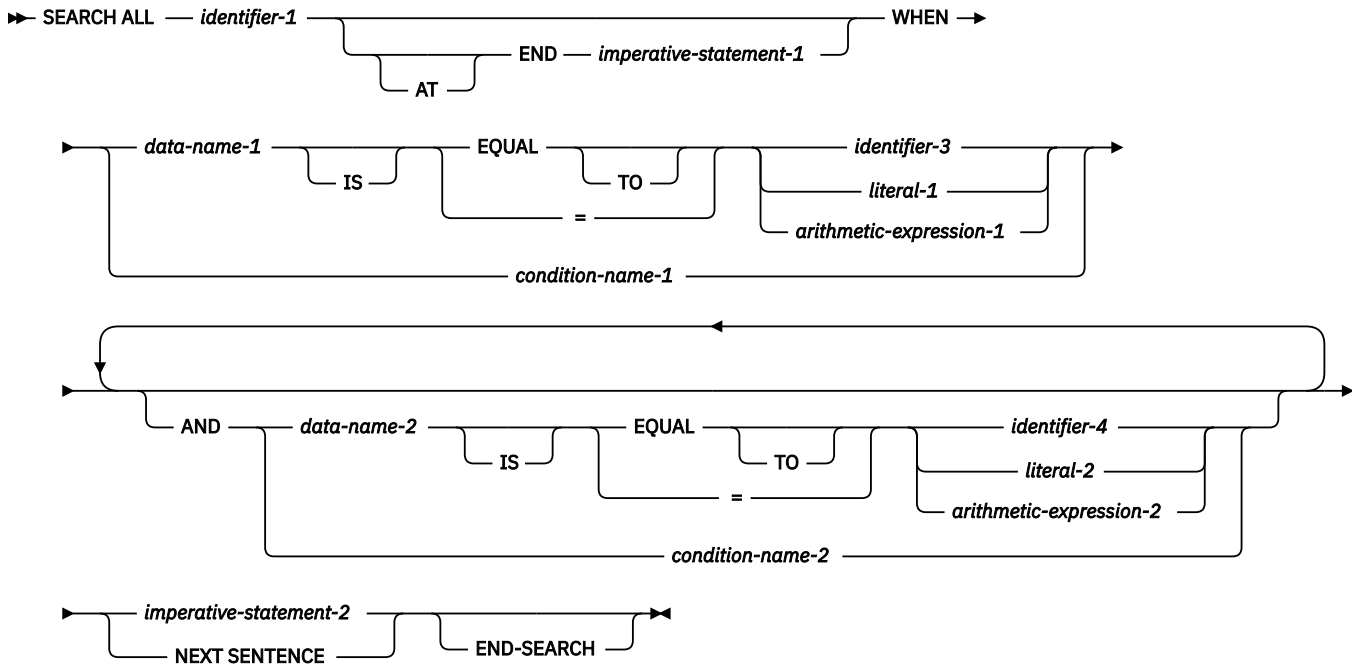 SEARCH ALL identifier-1 WHEN
END imperative-statement-1
AT
data-name-1 EQUAL identifier-3
IS TO literal-1
= arithmetic-expression-1
condition-name-1
AND data-name-2 EQUAL identifier-4
IS TO literal-2
= arithmetic-expression-2
condition-name-2
imperative-statement-2
NEXT SENTENCE END-SEARCH